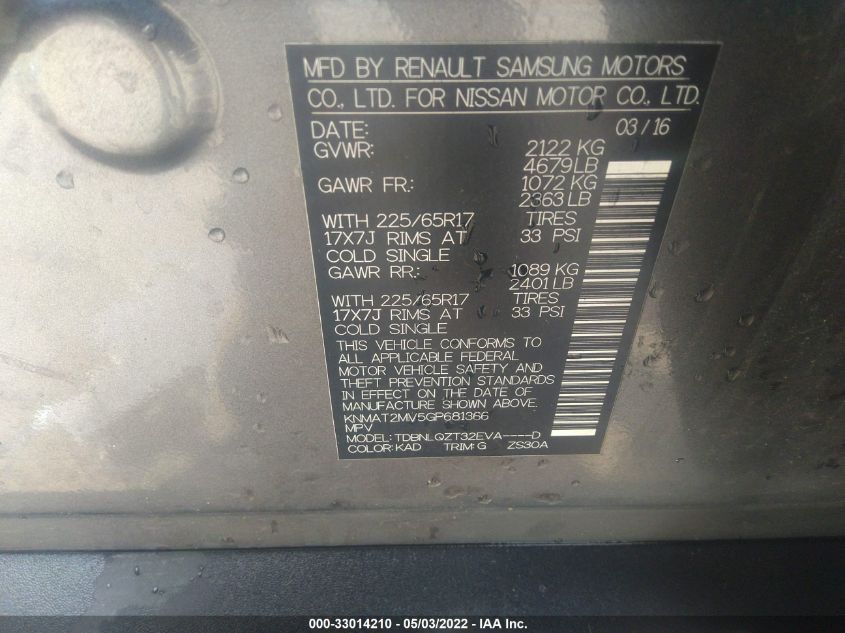 MFD BY RENAULT SAMSUNG MOTORS
CO., LTD. FOR NISSAN MOTOR CO., LTD.
DATE: 03/16
GVWR: 2122 KG
4679 LB
GAWR FR.: 1072 KG
2363 LB
WITH 225/65R17 TIRES
17X7J RIMS AT 33 PSI
COLD SINGLE
GAWR RR.: 1089 KG
2401 LB
WITH 225/65R17 TIRES
17X7J RIMS AT 33 PSI
COLD SINGLE
THIS VEHICLE CONFORMS TO
ALL APPLICABLE FEDERAL
MOTOR VEHICLE SAFETY AND
THEFT PREVENTION STANDARDS
IN EFFECT ON THE DATE OF
MANUFACTURE SHOWN ABOVE.
KNMAT2MV5GP681366
MPV
MODEL: TDBNLQZT32EVA----D
COLOR: KAD TRIM: G ZS30A
000-33014210 - 05/03/2022 - IAA Inc.